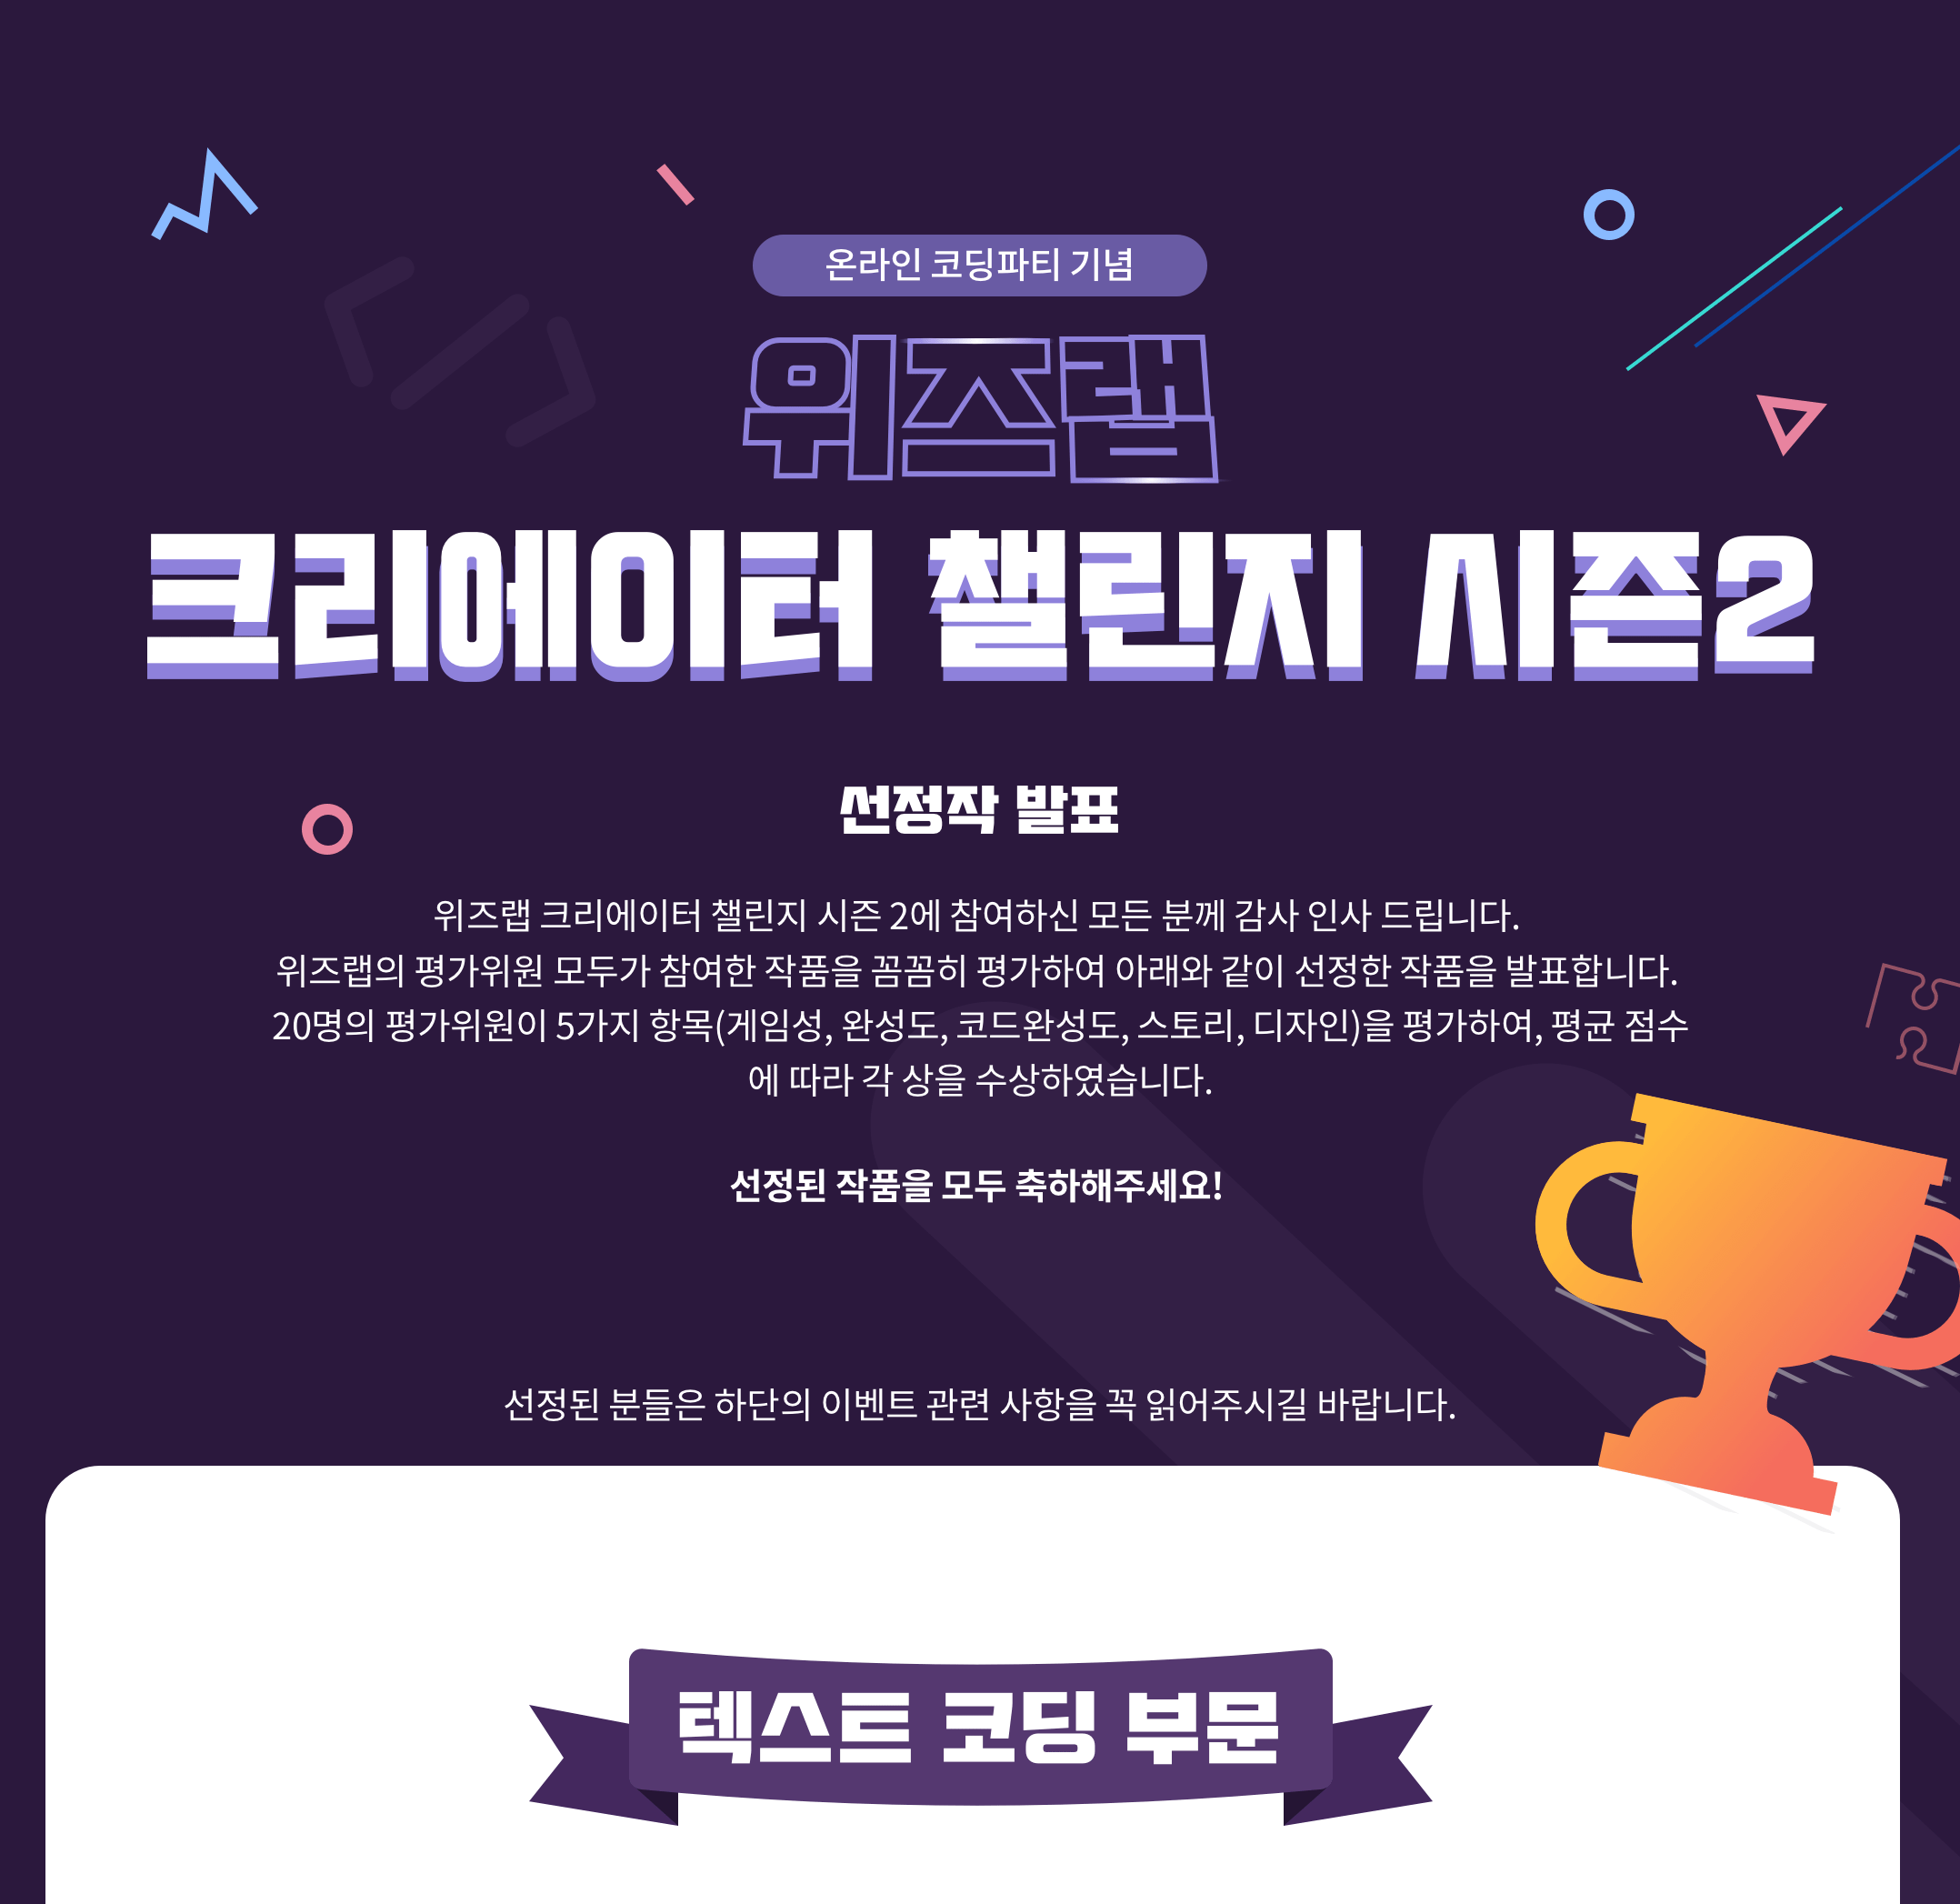 온라인 코딩파티 기념
위즈랩
크리에이터 챌린지 시즌2
선정작 발표
위즈랩 크리에이터 챌린지 시즌 2에 참여하신 모든 분께 감사 인사 드립니다.
위즈랩의 평가위원 모두가 참여한 작품을 꼼꼼히 평가하여 아래와 같이 선정한 작품을 발표합니다.
20명의 평가위원이 5가지 항목(게임성, 완성도, 코드완성도, 스토리, 디자인)을 평가하여, 평균 점수
에 따라 각 상을 수상하였습니다.
선정된 작품을 모두 축하해주세요!
선정된 분들은 하단의 이벤트 관련 사항을 꼭 읽어주시길 바랍니다.
텍스트 코딩 부문